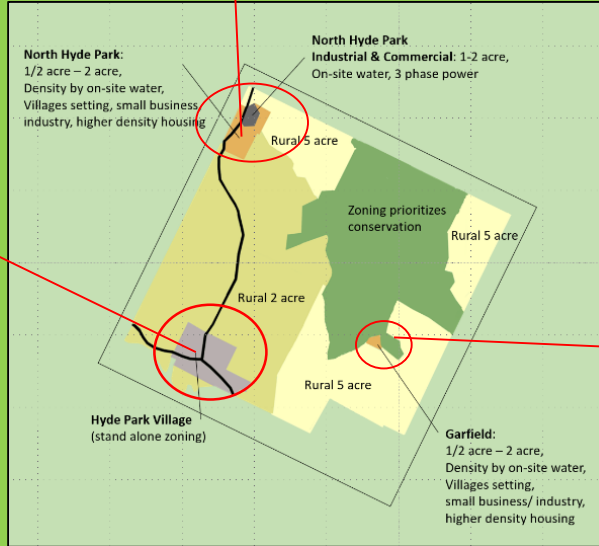 North Hyde Park:
1/2 acre – 2 acre,
Density by on-site water,
Villages setting, small business
industry, higher density housing
North Hyde Park
Industrial & Commercial: 1-2 acre,
On-site water, 3 phase power
Rural 5 acre
Zoning prioritizes
conservation
Rural 5 acre
Rural 2 acre
Rural 5 acre
Hyde Park Village
(stand alone zoning)
Garfield:
1/2 acre – 2 acre,
Density by on-site water,
Villages setting,
small business/ industry,
higher density housing